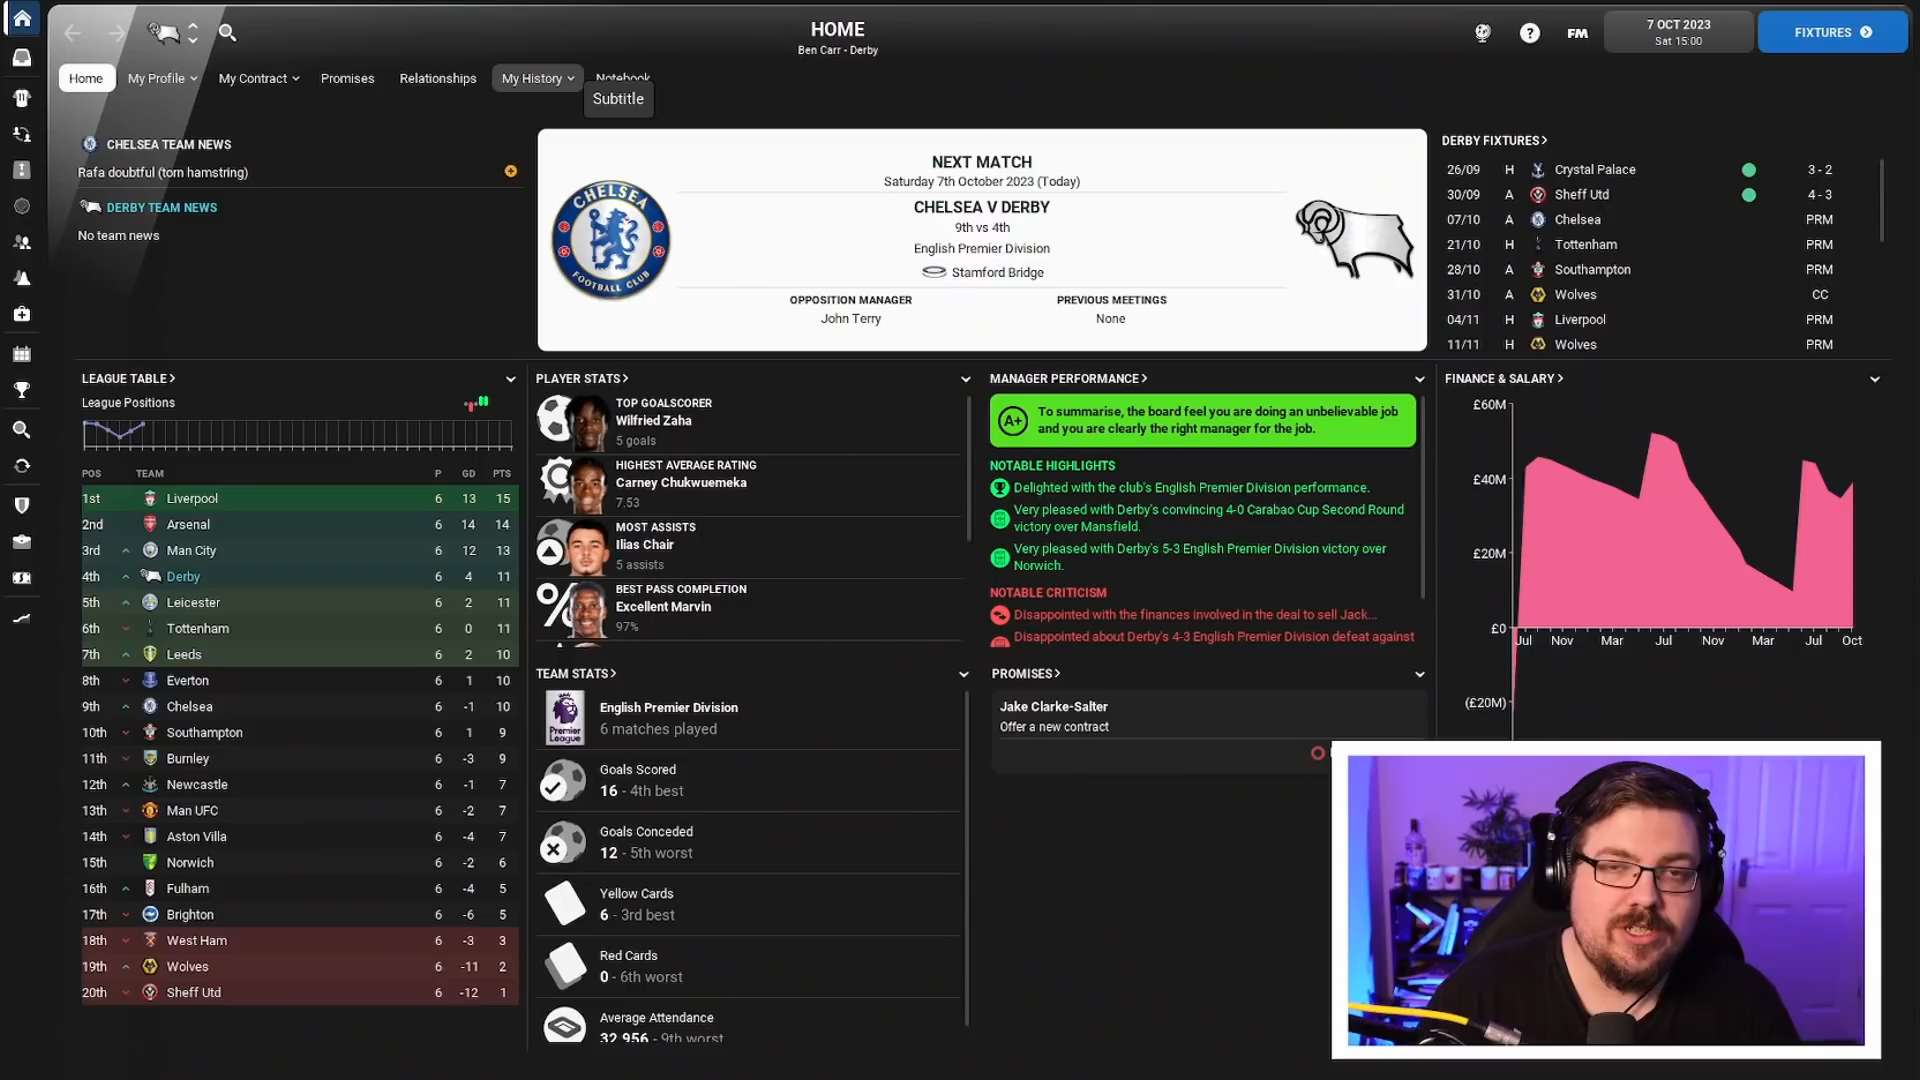 HOME
Ben Carr - Derby
FM
7 OCT 2023
Sat 15:00
FIXTURES
Home
My Profile
My Contract
Promises
Relationships
My History
Notebook
Subtitle
CHELSEA TEAM NEWS
Rafa doubtful (torn hamstring)
DERBY TEAM NEWS
No team news
CHELSEA
FOOTBALL CLUB
NEXT MATCH
Saturday 7th October 2023 (Today)
CHELSEA V DERBY
9th vs 4th
English Premier Division
Stamford Bridge
OPPOSITION MANAGER
John Terry
PREVIOUS MEETINGS
None
DERBY FIXTURES
26/09 H Crystal Palace 3 - 2
30/09 A Sheff Utd 4 - 3
07/10 A Chelsea PRM
21/10 H Tottenham PRM
28/10 A Southampton PRM
31/10 A Wolves CC
04/11 H Liverpool PRM
11/11 H Wolves PRM
LEAGUE TABLE
League Positions
POS TEAM P GD PTS
1st Liverpool 6 13 15
2nd Arsenal 6 14 14
3rd Man City 6 12 13
4th Derby 6 4 11
5th Leicester 6 2 11
6th Tottenham 6 0 11
7th Leeds 6 2 10
8th Everton 6 1 10
9th Chelsea 6 -1 10
10th Southampton 6 1 9
11th Burnley 6 -3 9
12th Newcastle 6 -1 7
13th Man UFC 6 -2 7
14th Aston Villa 6 -4 7
15th Norwich 6 -2 6
16th Fulham 6 -4 5
17th Brighton 6 -6 5
18th West Ham 6 -3 3
19th Wolves 6 -11 2
20th Sheff Utd 6 -12 1
PLAYER STATS
TOP GOALSCORER
Wilfried Zaha
5 goals
HIGHEST AVERAGE RATING
Carney Chukwuemeka
7.53
MOST ASSISTS
Ilias Chair
5 assists
BEST PASS COMPLETION
Excellent Marvin
97%
TEAM STATS
English Premier Division
6 matches played
Premier
League
Goals Scored
16 - 4th best
Goals Conceded
12 - 5th worst
Yellow Cards
6 - 3rd best
Red Cards
0 - 6th worst
Average Attendance
32,956 - 9th worst
MANAGER PERFORMANCE
A+
To summarise, the board feel you are doing an unbelievable job
and you are clearly the right manager for the job.
NOTABLE HIGHLIGHTS
Delighted with the club's English Premier Division performance.
Very pleased with Derby's convincing 4-0 Carabao Cup Second Round
victory over Mansfield.
Very pleased with Derby's 5-3 English Premier Division victory over
Norwich.
NOTABLE CRITICISM
Disappointed with the finances involved in the deal to sell Jack...
Disappointed about Derby's 4-3 English Premier Division defeat against
PROMISES
Jake Clarke-Salter
Offer a new contract
FINANCE & SALARY
£60M
£40M
£20M
£0
(£20M)
Jul Nov Mar Jul Nov Mar Jul Oct